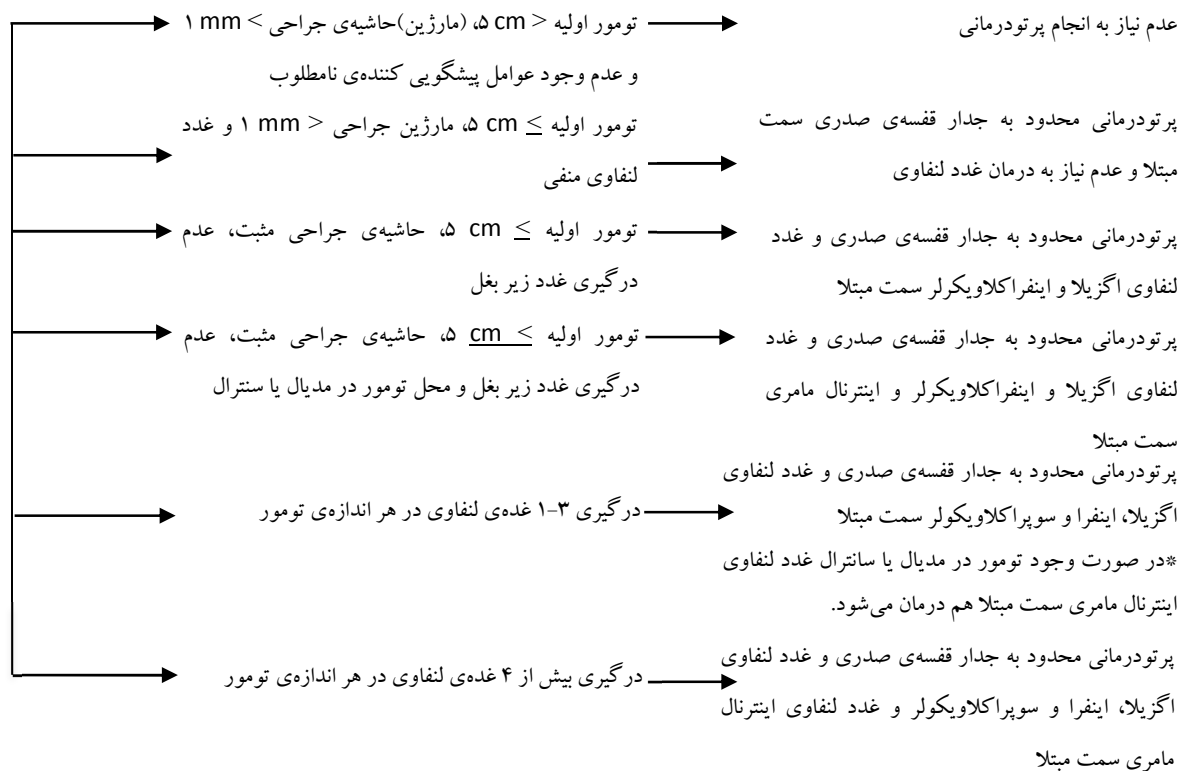 تومور اولیه < ۵ cm، (مارژین)حاشیه‌ی جراحی > ۱ mm
و عدم وجود عوامل پیشگویی کننده‌ی نامطلوب
عدم نیاز به انجام پرتودرمانی
تومور اولیه ≥ ۵ cm، مارژین جراحی < ۱ mm و غدد
لنفاوی منفی
پرتودرمانی محدود به جدار قفسه‌ی صدری سمت
مبتلا و عدم نیاز به درمان غدد لنفاوی
تومور اولیه ≥ ۵ cm، حاشیه‌ی جراحی مثبت، عدم
درگیری غدد زیر بغل
پرتودرمانی محدود به جدار قفسه‌ی صدری و غدد
لنفاوی اگزیلا و اینفراکلاویکرلر سمت مبتلا
تومور اولیه ≤ ۵ cm، حاشیه‌ی جراحی مثبت، عدم
درگیری غدد زیر بغل و محل تومور در مدیال یا سنترال
پرتودرمانی محدود به جدار قفسه‌ی صدری و غدد
لنفاوی اگزیلا و اینفراکلاویکرلر و اینترنال مامری
سمت مبتلا
درگیری ۳-۱ غده‌ی لنفاوی در هر اندازه‌ی تومور
پرتودرمانی محدود به جدار قفسه‌ی صدری و غدد لنفاوی
اگزیلا، اینفرا و سوپراکلاویکولر سمت مبتلا
*در صورت وجود تومور در مدیال یا سانترال غدد لنفاوی
اینترنال مامری سمت مبتلا هم درمان می‌شود.
درگیری بیش از ۴ غده‌ی لنفاوی در هر اندازه‌ی تومور
پرتودرمانی محدود به جدار قفسه‌ی صدری و غدد لنفاوی
اگزیلا، اینفرا و سوپراکلاویکولر و غدد لنفاوی اینترنال
مامری سمت مبتلا